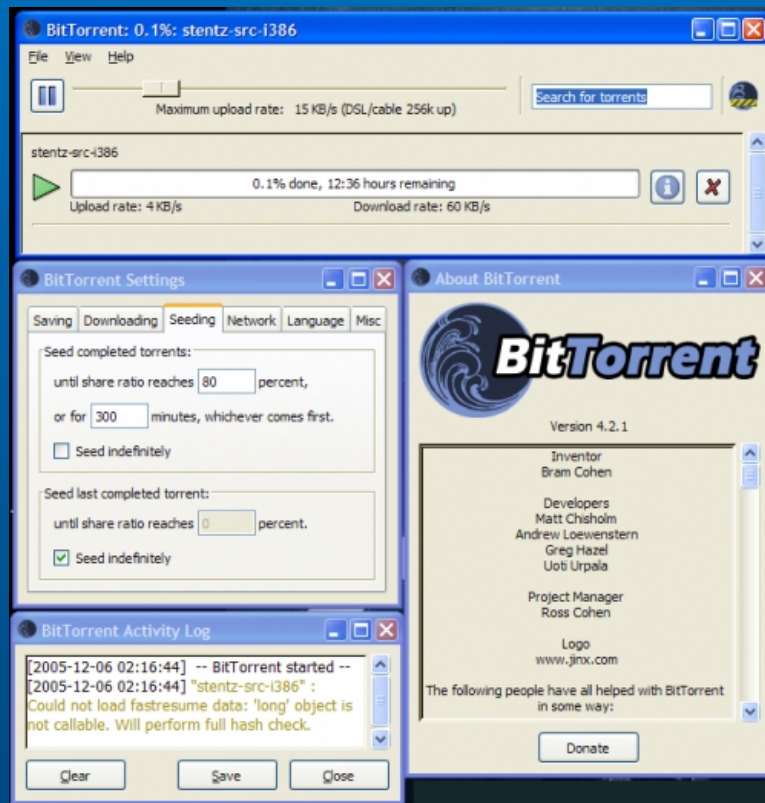 BitTorrent: 0.1%: stentz-src-i386
File View Help
Maximum upload rate: 15 KB/s (DSL/cable 256k up)
Search for torrents
stentz-src-i386
0.1% done, 12:36 hours remaining
Upload rate: 4 KB/s Download rate: 60 KB/s
BitTorrent Settings
Saving Downloading Seeding Network Language Misc
Seed completed torrents:
until share ratio reaches 80 percent,
or for 300 minutes, whichever comes first.
Seed indefinitely
Seed last completed torrent:
until share ratio reaches 0 percent.
Seed indefinitely
BitTorrent Activity Log
[2005-12-06 02:16:44] -- BitTorrent started --
[2005-12-06 02:16:44] "stentz-src-i386" :
Could not load fastresume data: 'long' object is
not callable. Will perform full hash check.
Clear Save Close
About BitTorrent
BitTorrent
Version 4.2.1
Inventor
Bram Cohen
Developers
Matt Chisholm
Andrew Loewenstern
Greg Hazel
Uoti Urpala
Project Manager
Ross Cohen
Logo
www.jinx.com
The following people have all helped with BitTorrent
in some way:
Donate